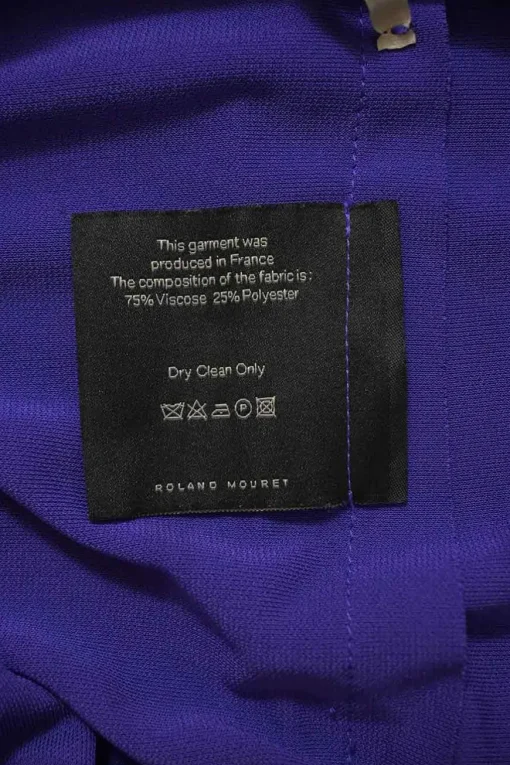 This garment was
produced in France
The composition of the fabric is:
75% Viscose 25% Polyester
Dry Clean Only
P
ROLAND MOURET